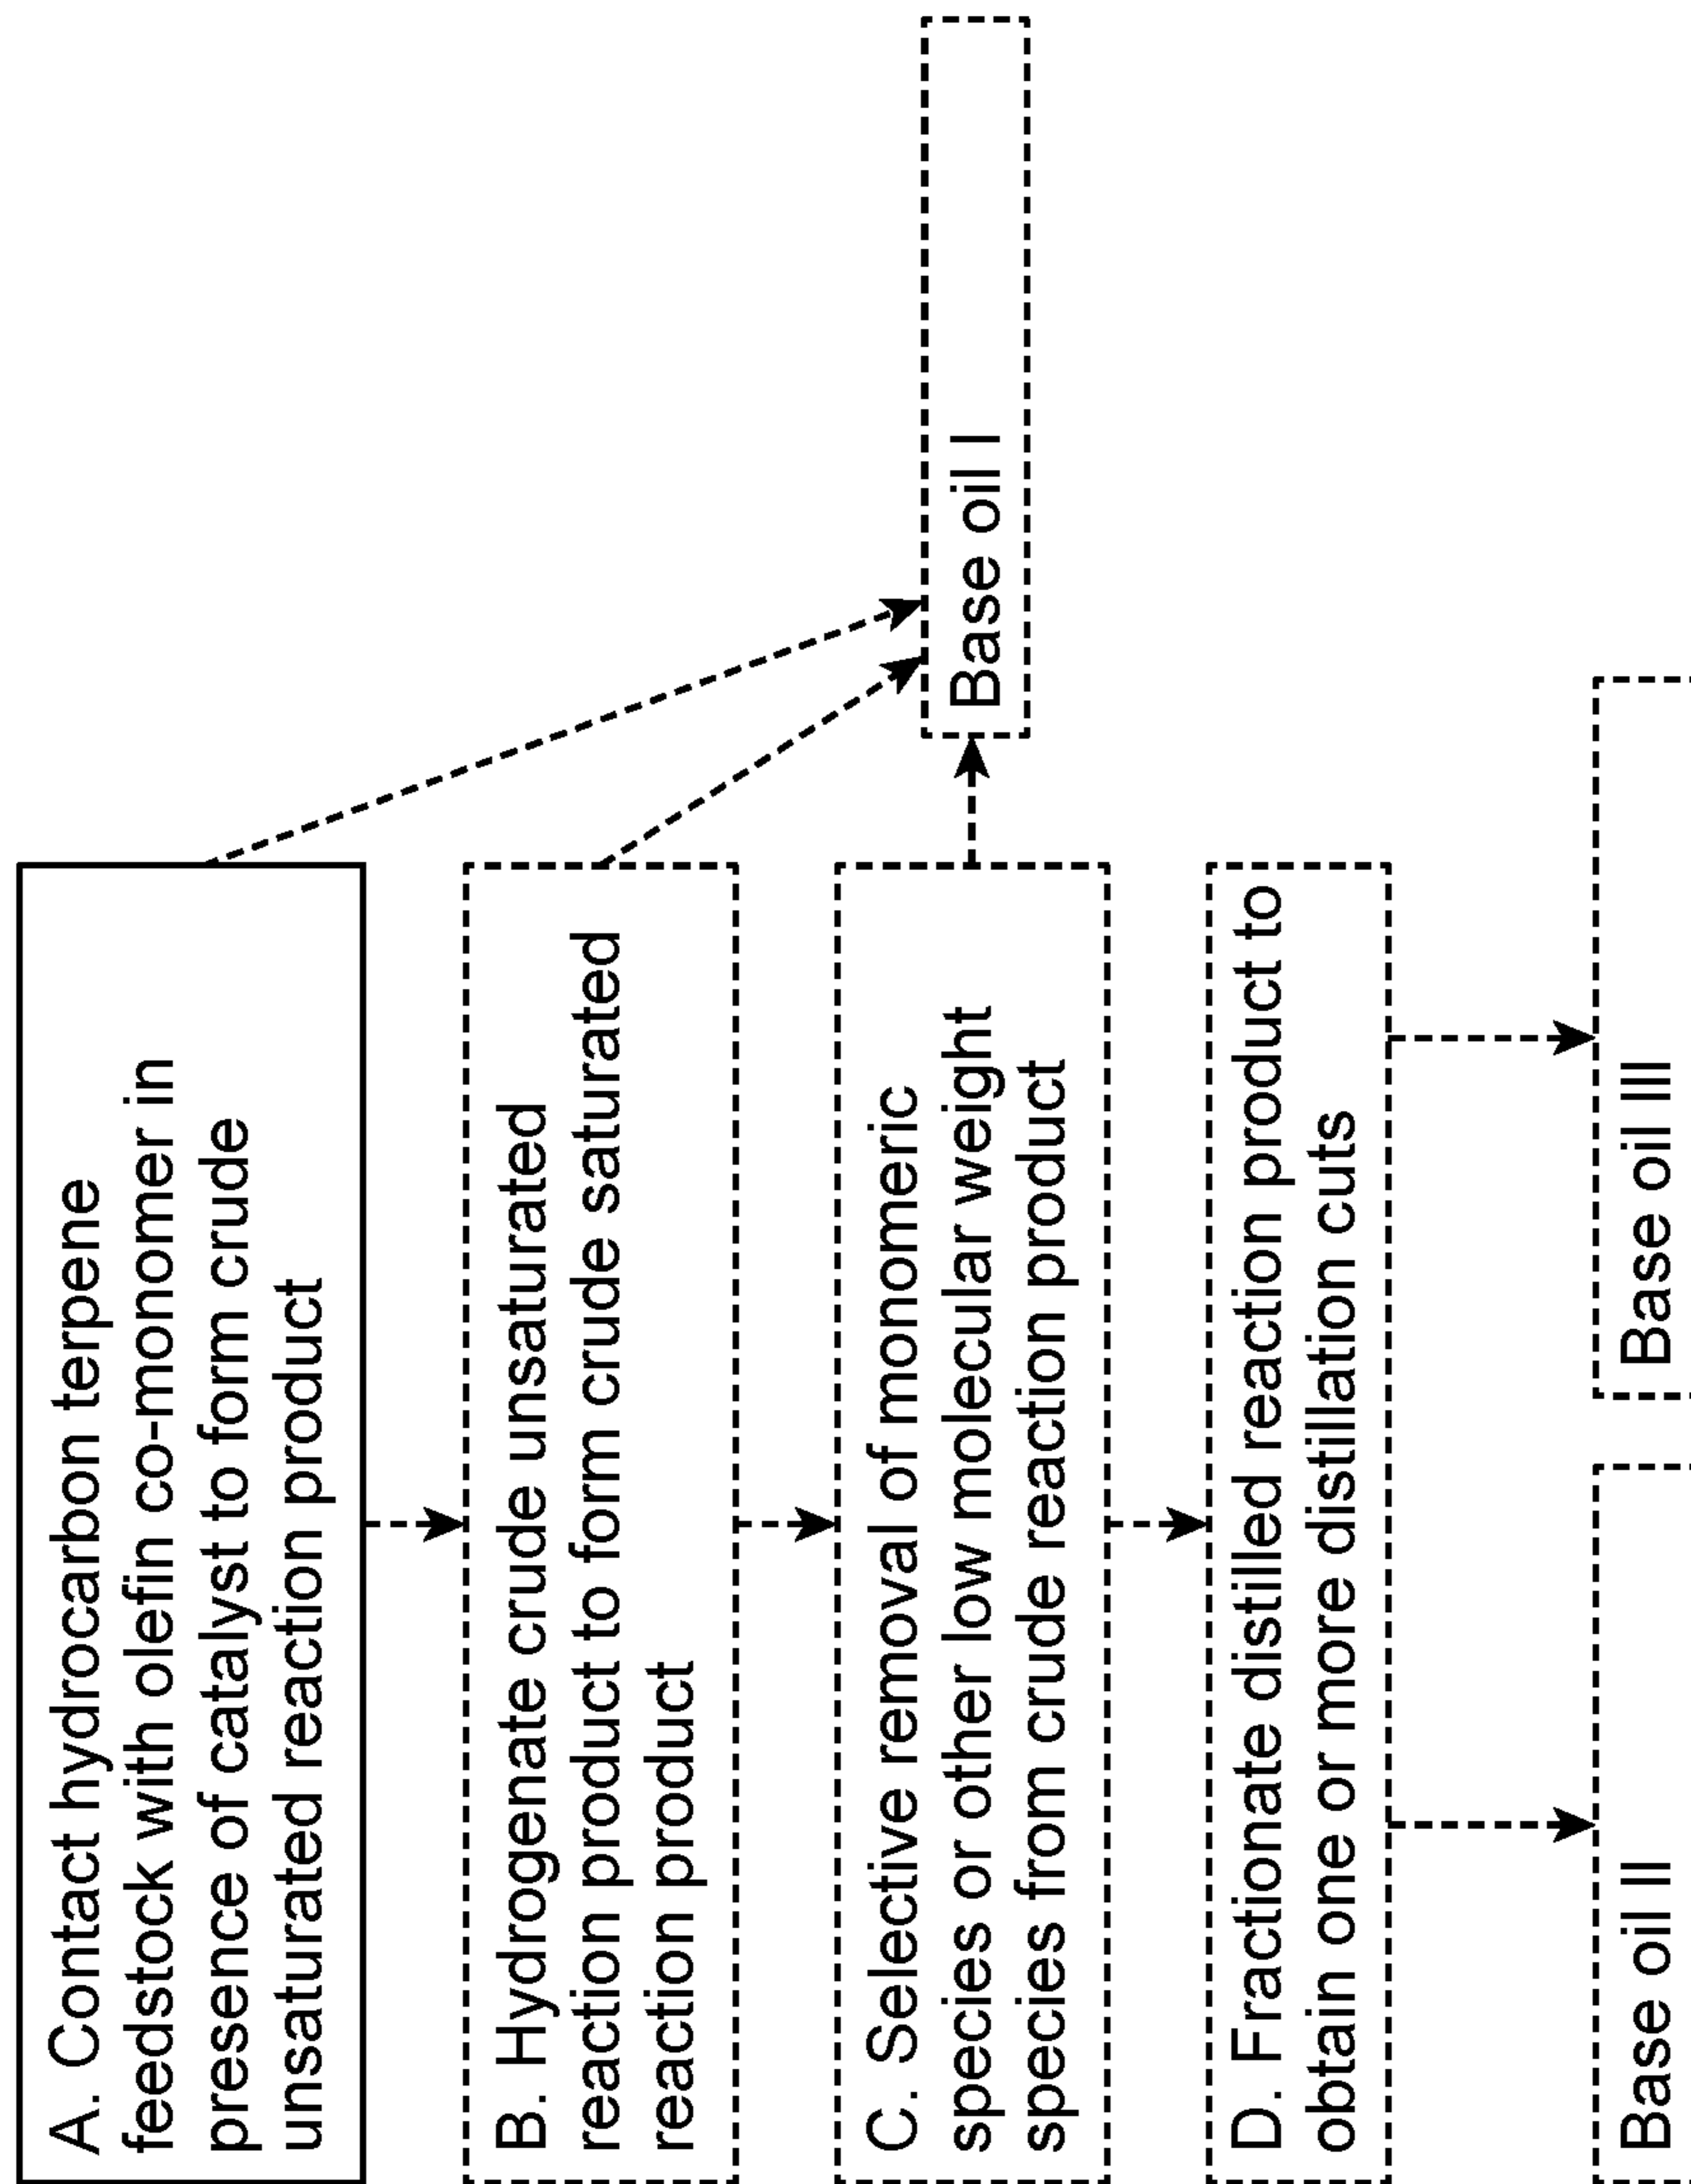 A. Contact hydrocarbon terpene
feedstock with olefin co-monomer in
presence of catalyst to form crude
unsaturated reaction product
B. Hydrogenate crude unsaturated
reaction product to form crude saturated
reaction product
C. Selective removal of monomeric
species or other low molecular weight
species from crude reaction product
Base oil I
D. Fractionate distilled reaction product to
obtain one or more distillation cuts
Base oil II
Base oil III